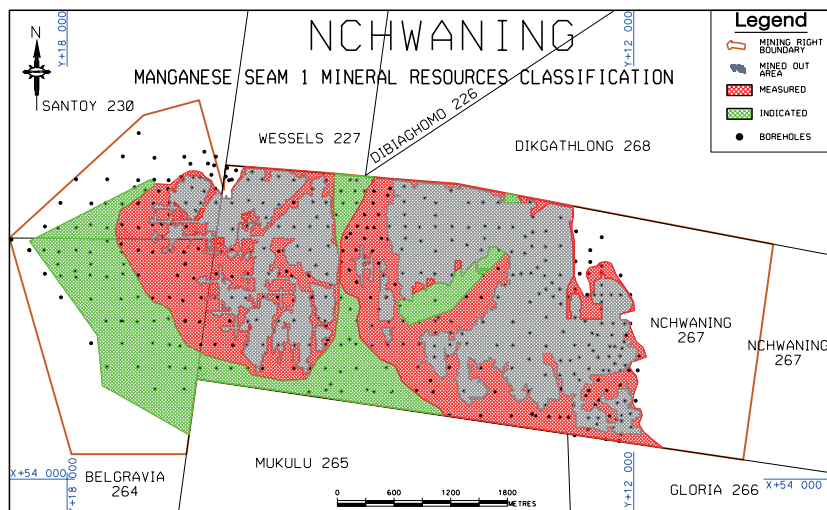 NCHWANING
MANGANESE SEAM 1 MINERAL RESOURCES CLASSIFICATION
N
Y+18 000
Y+12 000
Legend
MINING RIGHT
BOUNDARY
MINED OUT
AREA
MEASURED
INDICATED
BOREHOLES
SANTOY 230
WESSELS 227
DIBIAGHOMO 226
DIKGATHLONG 268
NCHWANING
267
NCHWANING
267
MUKULU 265
BELGRAVIA
264
GLORIA 266
X+54 000
Y+18 000
Y+12 000
X+54 000
0 600 1200 1800
METRES